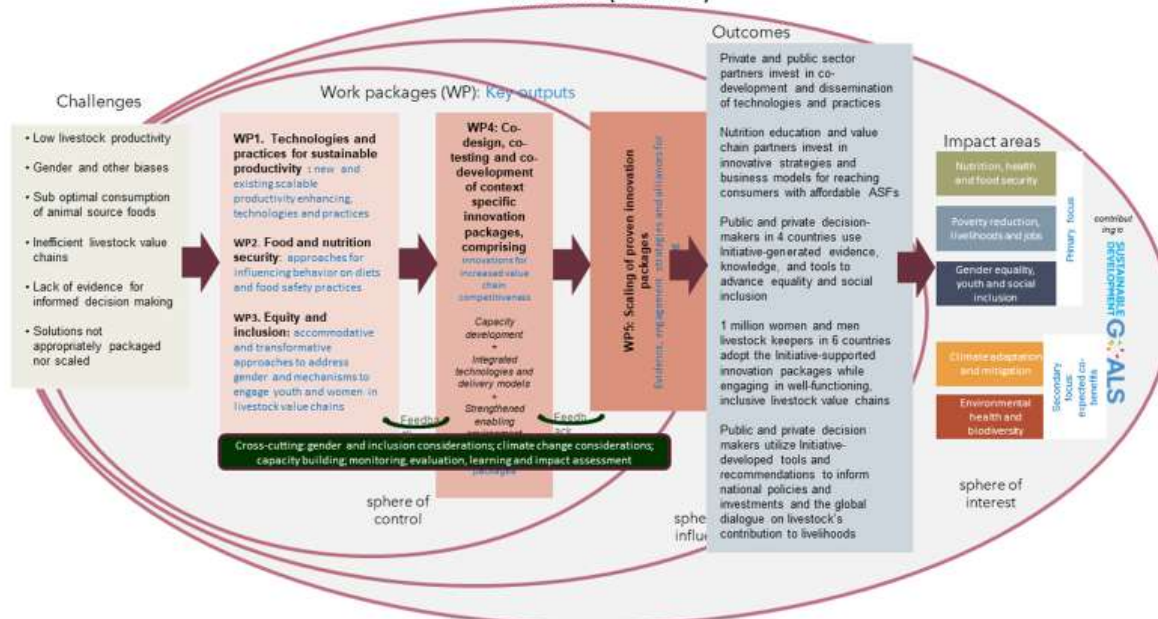 Challenges
• Low livestock productivity
• Gender and other biases
• Sub optimal consumption
of animal source foods
• Inefficient livestock value
chains
• Lack of evidence for
informed decision making
• Solutions not
appropriately packaged
nor scaled
Work packages (WP): Key outputs
WP1. Technologies and
practices for sustainable
productivity : new and
existing scalable
productivity enhancing,
technologies and practices
WP2. Food and nutrition
security: approaches for
influencing behavior on diets
and food safety practices
WP3. Equity and
inclusion: accommodative
and transformative
approaches to address
gender and mechanisms to
engage youth and women in
livestock value chains
WP4: Co-
design, co-
testing and co-
development
of context
specific
innovation
packages,
comprising
innovations for
increased value
chain
competitiveness
Capacity
development
+
Integrated
technologies and
delivery models
+
Strengthened
enabling
packages
WP5: Scaling of proven innovation
packages
Evidence, engagement strategies and alliances for
Feedba
Feedb
ack
Cross-cutting: gender and inclusion considerations; climate change considerations;
capacity building; monitoring, evaluation, learning and impact assessment
sphere of
control
sphe
influe
Outcomes
Private and public sector
partners invest in co-
development and dissemination
of technologies and practices
Nutrition education and value
chain partners invest in
innovative strategies and
business models for reaching
consumers with affordable ASFs
Public and private decision-
makers in 4 countries use
Initiative-generated evidence,
knowledge, and tools to
advance equality and social
inclusion
1 million women and men
livestock keepers in 6 countries
adopt the Initiative-supported
innovation packages while
engaging in well-functioning,
inclusive livestock value chains
Public and private decision
makers utilize Initiative-
developed tools and
recommendations to inform
national policies and
investments and the global
dialogue on livestock's
contribution to livelihoods
Impact areas
Nutrition, health
and food security
Poverty reduction,
livelihoods and jobs
Gender equality,
youth and social
inclusion
Primary focus
Climate adaptation
and mitigation
Environmental
health and
biodiversity
Secondary
focus:
expected co-
benefits
contribut
ing to
SUSTAINABLE
DEVELOPMENT
GOALS
sphere of
interest